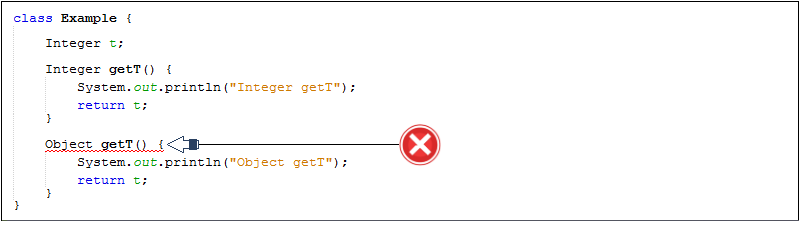 class Example {
Integer t;
Integer getT() {
System.out.println("Integer getT");
return t;
}
Object getT() {
System.out.println("Object getT");
return t;
}
}